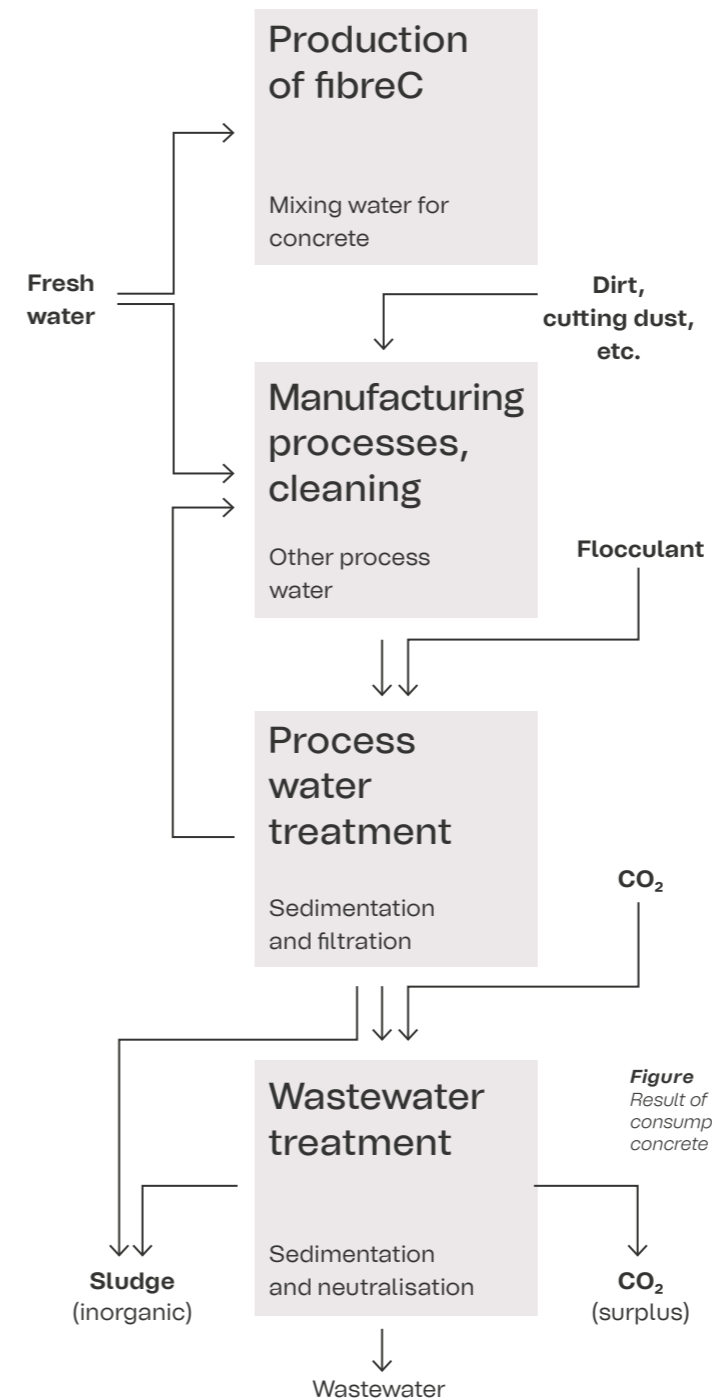 Production
of fibreC
Mixing water for
concrete
Fresh
water
Dirt,
cutting dust,
etc.
Manufacturing
processes,
cleaning
Other process
water
Flocculant
Process
water
treatment
Sedimentation
and filtration
CO₂
Wastewater
treatment
Sedimentation
and neutralisation
Figure
Result of
consump
concrete
Sludge
(inorganic)
CO₂
(surplus)
Wastewater